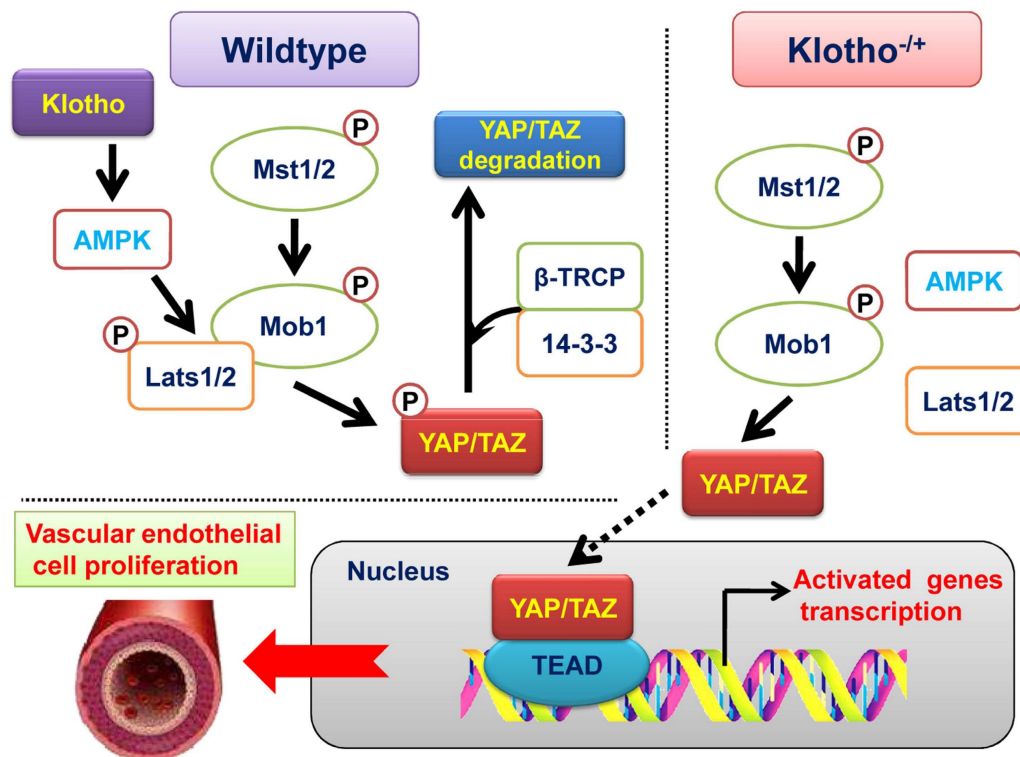 Wildtype
Klotho
P
Mst1/2
YAP/TAZ
degradation
AMPK
P
Mob1
P
Lats1/2
β-TRCP
14-3-3
P
YAP/TAZ
Klotho-/+
P
Mst1/2
AMPK
P
Mob1
Lats1/2
YAP/TAZ
Vascular endothelial
cell proliferation
Nucleus
YAP/TAZ
TEAD
Activated genes
transcription